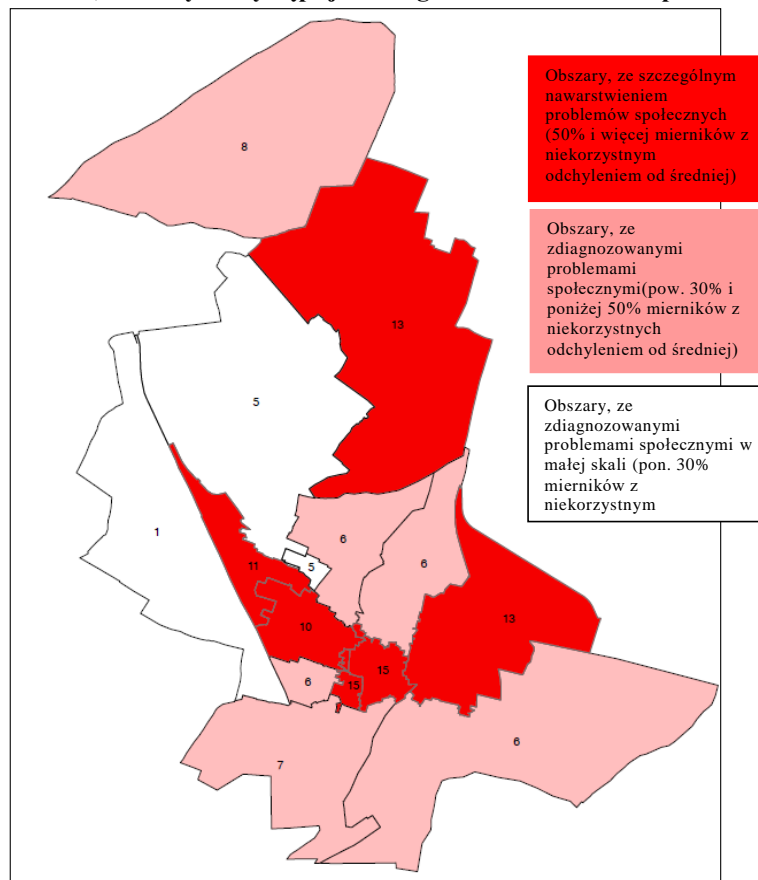 Obszary, ze szczególnym
nawarstwieniem
problemów społecznych
(50% i więcej mierników z
niekorzystnym
odchyleniem od średniej)
8
Obszary, ze
zdiagnozowanymi
problemami
społecznymi(pow. 30% i
poniżej 50% mierników z
niekorzystnych
odchyleniem od średniej)
13
5
Obszary, ze
zdiagnozowanymi
problemami społecznymi w
małej skali (pon. 30%
mierników z
niekorzystnym
1
6
6
11
5
10
13
15
6
15
6
7